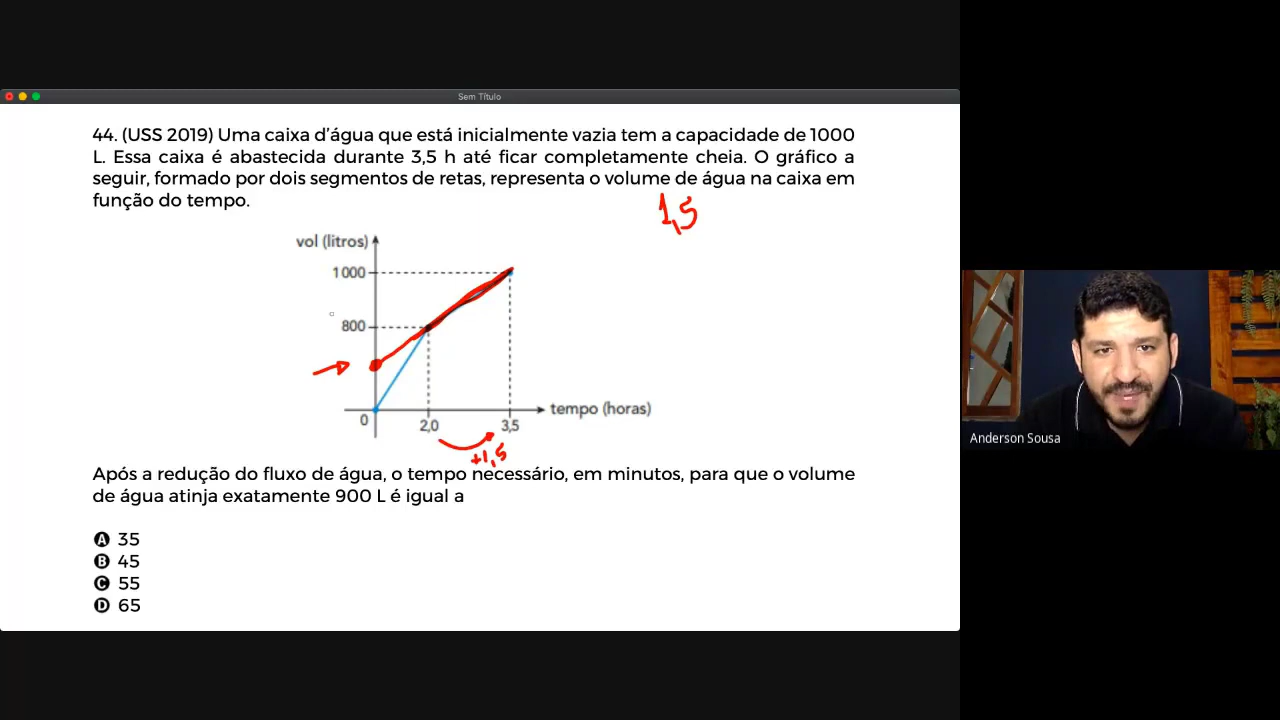 Sem Título
44. (USS 2019) Uma caixa d'água que está inicialmente vazia tem a capacidade de 1000
L. Essa caixa é abastecida durante 3,5 h até ficar completamente cheia. O gráfico a
seguir, formado por dois segmentos de retas, representa o volume de água na caixa em
função do tempo.
1,5
vol (litros)
1000
800
0
2,0
3,5
tempo (horas)
+1,5
Após a redução do fluxo de água, o tempo necessário, em minutos, para que o volume
de água atinja exatamente 900 L é igual a
A 35
B 45
C 55
D 65
Anderson Sousa